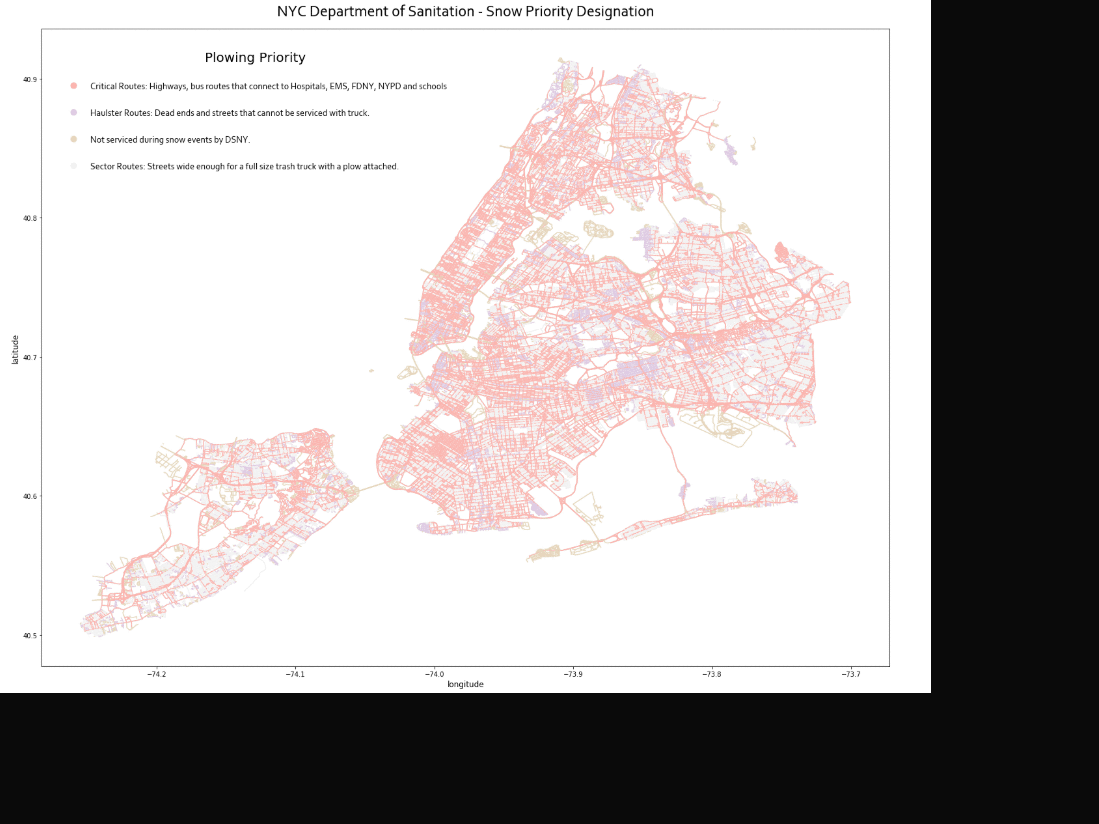 NYC Department of Sanitation - Snow Priority Designation
Plowing Priority
Critical Routes: Highways, bus routes that connect to Hospitals, EMS, FDNY, NYPD and schools
Haulster Routes: Dead ends and streets that cannot be serviced with truck.
Not serviced during snow events by DSNY.
Sector Routes: Streets wide enough for a full size trash truck with a plow attached.
40.9
40.8
40.7
40.6
40.5
latitude
−74.2
−74.1
−74.0
−73.9
−73.8
−73.7
longitude